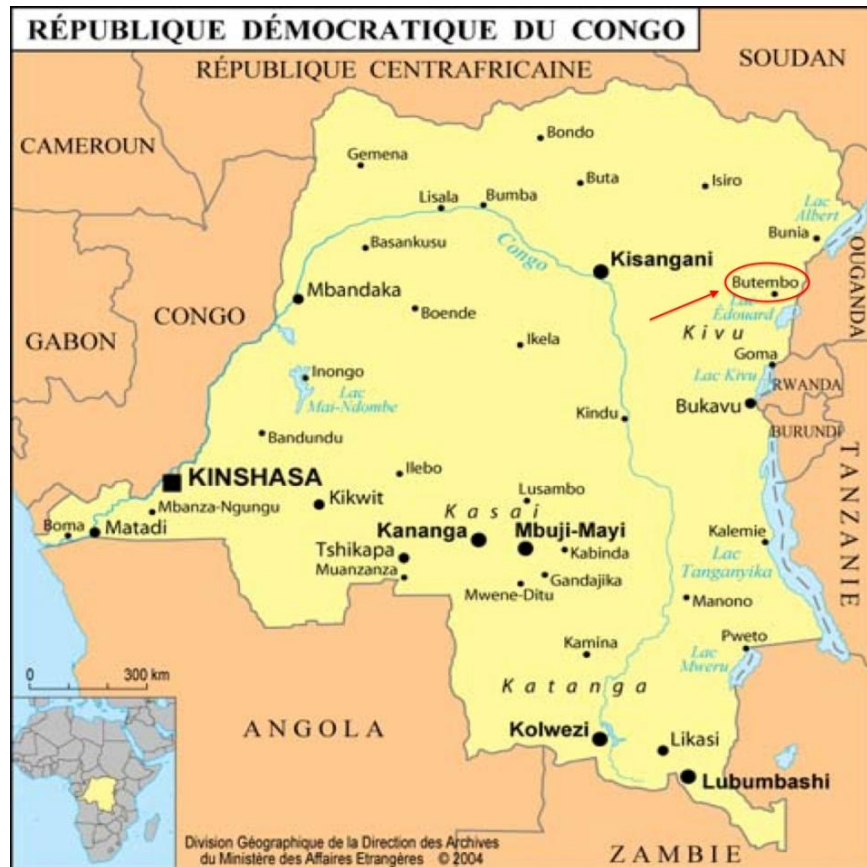 RÉPUBLIQUE DÉMOCRATIQUE DU CONGO
RÉPUBLIQUE CENTRAFRICAINE
SOUDAN
CAMEROUN
Bondo
Gemena
Buta
Isiro
Lisala
Bumba
Lac
Albert
Bunia
Basankusu
Congo
Kisangani
OUGANDA
Butembo
Mbandaka
Lac
Édouard
CONGO
Boende
Kivu
GABON
Ikela
Goma
Inongo
Lac Kivu
RWANDA
Lac
Mai-Ndombe
Kindu
Bukavu
BURUNDI
Bandundu
TANZANIE
Ilebo
KINSHASA
Lusambo
Kikwit
Mbanza-Ngungu
Kasai
Boma
Matadi
Kananga
Mbuji-Mayi
Kalemie
Tshikapa
Kabinda
Lac
Tanganyika
Muanzanza
Gandajika
Mwene-Ditu
Manono
Kamina
Pweto
Lac
Mweru
0
300 km
Katanga
ANGOLA
Kolwezi
Likasi
Lubumbashi
Division Géographique de la Direction des Archives
du Ministère des Affaires Etrangères © 2004
ZAMBIE